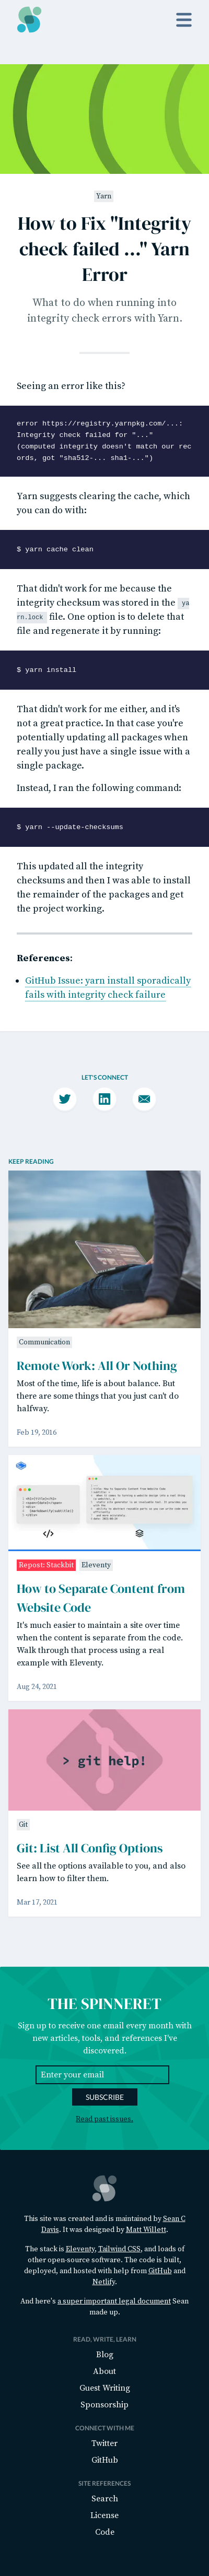 Yarn
How to Fix "Integrity
check failed ..." Yarn
Error
What to do when running into
integrity check errors with Yarn.
Seeing an error like this?
error https://registry.yarnpkg.com/...:
Integrity check failed for "..."
(computed integrity doesn't match our rec
ords, got "sha512-... sha1-...")
Yarn suggests clearing the cache, which
you can do with:
$ yarn cache clean
That didn't work for me because the
integrity checksum was stored in the ya
rn.lock file. One option is to delete that
file and regenerate it by running:
$ yarn install
That didn't work for me either, and it's
not a great practice. In that case you're
potentially updating all packages when
really you just have a single issue with a
single package.
Instead, I ran the following command:
$ yarn --update-checksums
This updated all the integrity
checksums and then I was able to install
the remainder of the packages and get
the project working.
References:
GitHub Issue: yarn install sporadically
fails with integrity check failure
LET'S CONNECT
KEEP READING
Communication
Remote Work: All Or Nothing
Most of the time, life is about balance. But
there are some things that you just can't do
halfway.
Feb 19, 2016
Repost: Stackbit Eleventy
How to Separate Content from
Website Code
It's much easier to maintain a site over time
when the content is separate from the code.
Walk through that process using a real
example with Eleventy.
Aug 24, 2021
> git help!
Git
Git: List All Config Options
See all the options available to you, and also
learn how to filter them.
Mar 17, 2021
THE SPINNERET
Sign up to receive one email every month with
new articles, tools, and references I've
discovered.
Enter your email
SUBSCRIBE
Read past issues.
This site was created and is maintained by Sean C
Davis. It was designed by Matt Willett.
The stack is Eleventy, Tailwind CSS, and loads of
other open-source software. The code is built,
deployed, and hosted with help from GitHub and
Netlify.
And here's a super important legal document Sean
made up.
READ, WRITE, LEARN
Blog
About
Guest Writing
Sponsorship
CONNECT WITH ME
Twitter
GitHub
SITE REFERENCES
Search
License
Code